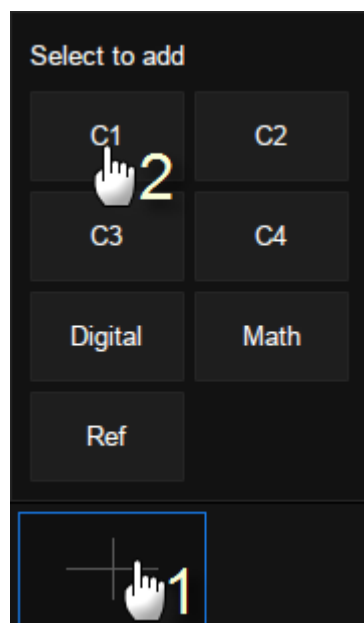 Select to add
C1 C2
2
C3 C4
Digital Math
Ref
1